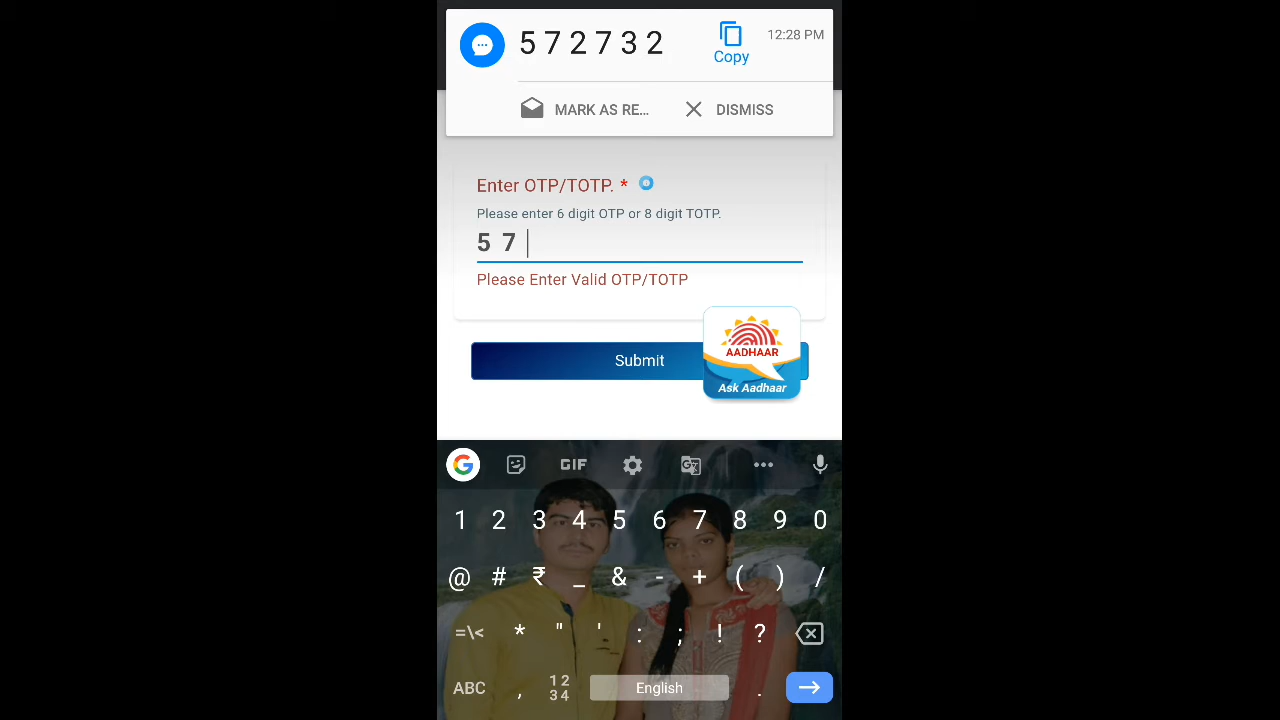 572732
Copy
12:28 PM
MARK AS RE...
DISMISS
Enter OTP/TOTP. *
Please enter 6 digit OTP or 8 digit TOTP.
5 7
Please Enter Valid OTP/TOTP
AADHAAR
Submit
Ask Aadhaar
G GIF
1 2 3 4 5 6 7 8 9 0
@ # ₹ _ & - + ( ) /
=\< * " ' : ; ! ?
ABC , 12 34 English .